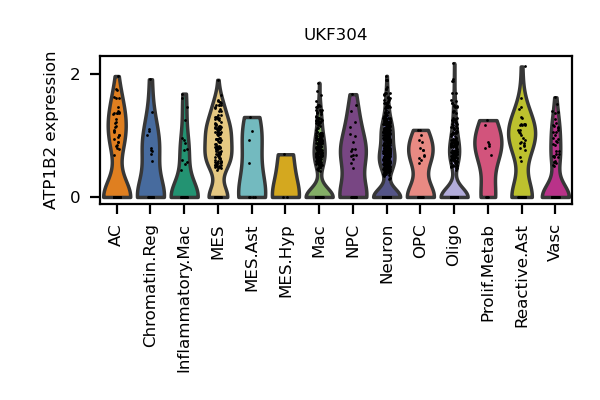 UKF304
ATP1B2 expression
2
0
AC
Chromatin.Reg
Inflammatory.Mac
MES
MES.Ast
MES.Hyp
Mac
NPC
Neuron
OPC
Oligo
Prolif.Metab
Reactive.Ast
Vasc